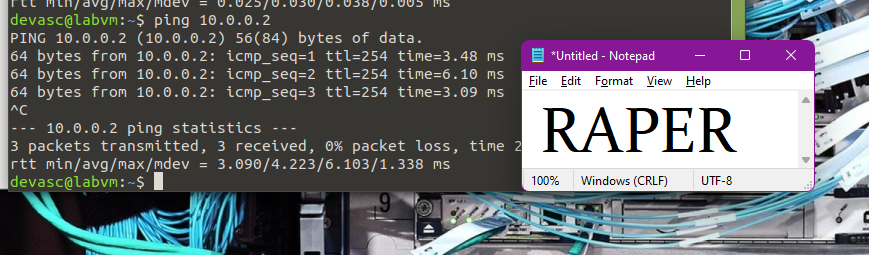 rtt min/avg/max/mdev = 0.025/0.030/0.038/0.005 ms
devasc@labvm:~$ ping 10.0.0.2
PING 10.0.0.2 (10.0.0.2) 56(84) bytes of data.
64 bytes from 10.0.0.2: icmp_seq=1 ttl=254 time=3.48 ms
64 bytes from 10.0.0.2: icmp_seq=2 ttl=254 time=6.10 ms
64 bytes from 10.0.0.2: icmp_seq=3 ttl=254 time=3.09 ms
^C
--- 10.0.0.2 ping statistics ---
3 packets transmitted, 3 received, 0% packet loss, time 2
rtt min/avg/max/mdev = 3.090/4.223/6.103/1.338 ms
devasc@labvm:~$
*Untitled - Notepad
File Edit Format View Help
RAPER
100% Windows (CRLF) UTF-8
9